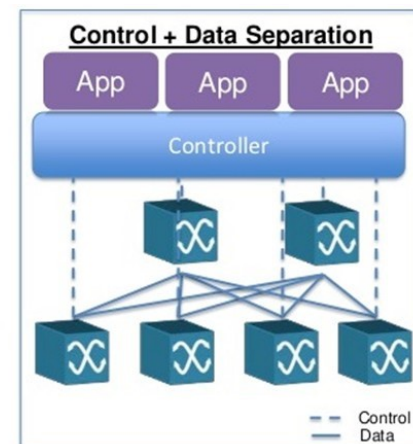 Control + Data Separation
App App App
Controller
Control
Data